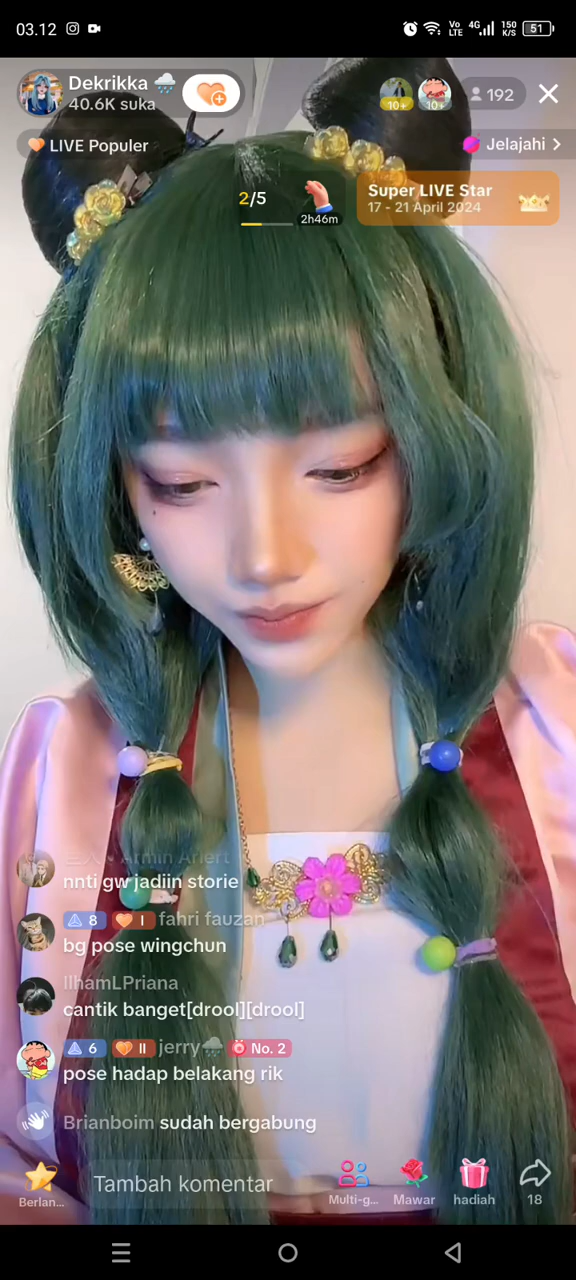 03.12
Vo
LTE
4G
150
K/S
51
Dekrikka
40.6K suka
10+
10+
192
LIVE Populer
Jelajahi
2/5
2h46m
Super LIVE Star
17 - 21 April 2024
Armin Arlert
nnti gw jadiin storie
8 I fahri fauzan
bg pose wingchun
IlhamLPriana
cantik banget[drool][drool]
6 II jerry No. 2
pose hadap belakang rik
Brianboim sudah bergabung
Berlan...
Tambah komentar
Multi-g...
Mawar
hadiah
18